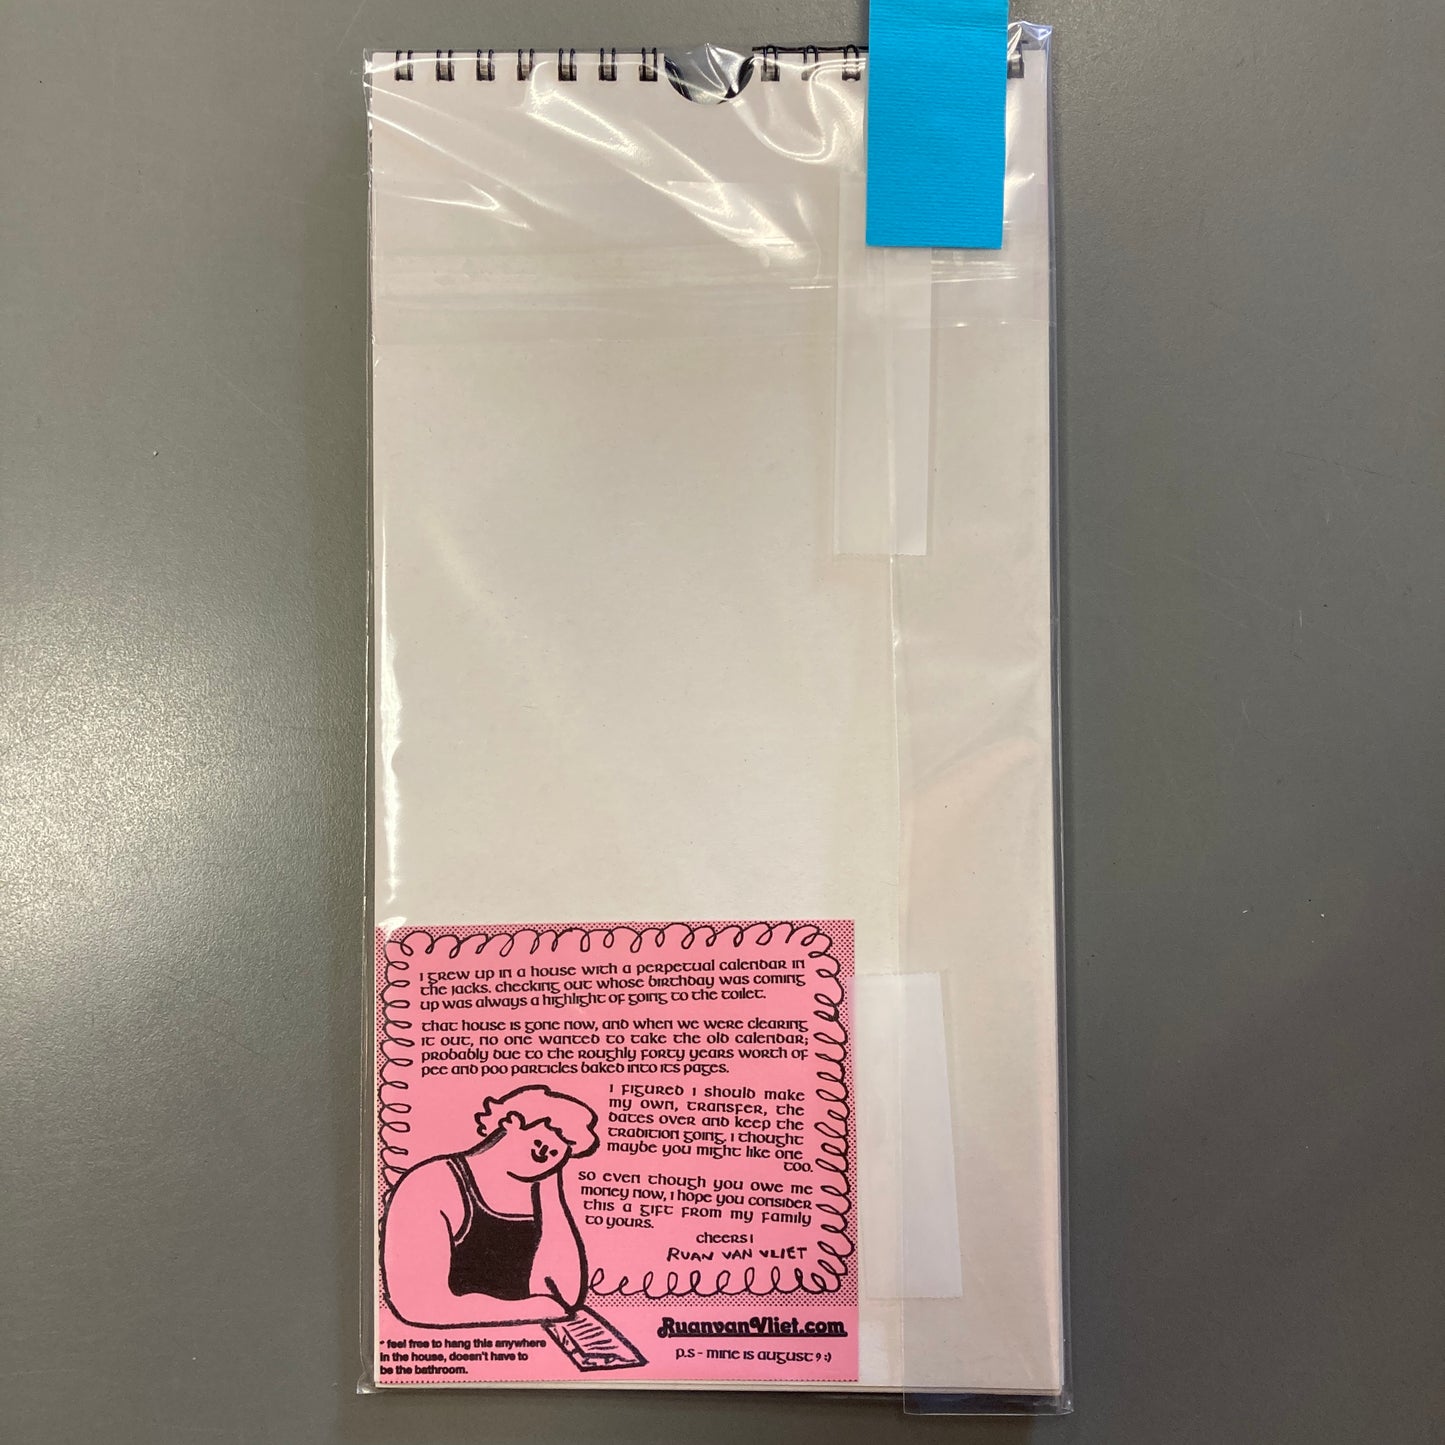 I grew up in a house with a perpetual calendar in
the jacks. Checking out whose birthday was coming
up was always a highlight of going to the toilet.
That house is gone now, and when we were clearing
it out, no one wanted to take the old calendar;
probably due to the roughly forty years worth of
pee and poo particles baked into its pages.
I figured I should make
my own, transfer, the
dates over and keep the
tradition going. I thought
maybe you might like one
too.
So even though you owe me
money now, I hope you consider
this a gift from my family
to yours.
Cheers!
RUAN VAN VLIET
RuanvanVliet.com
P.S - mine is August 9 :)
* feel free to hang this anywhere
in the house, doesn't have to
be the bathroom.